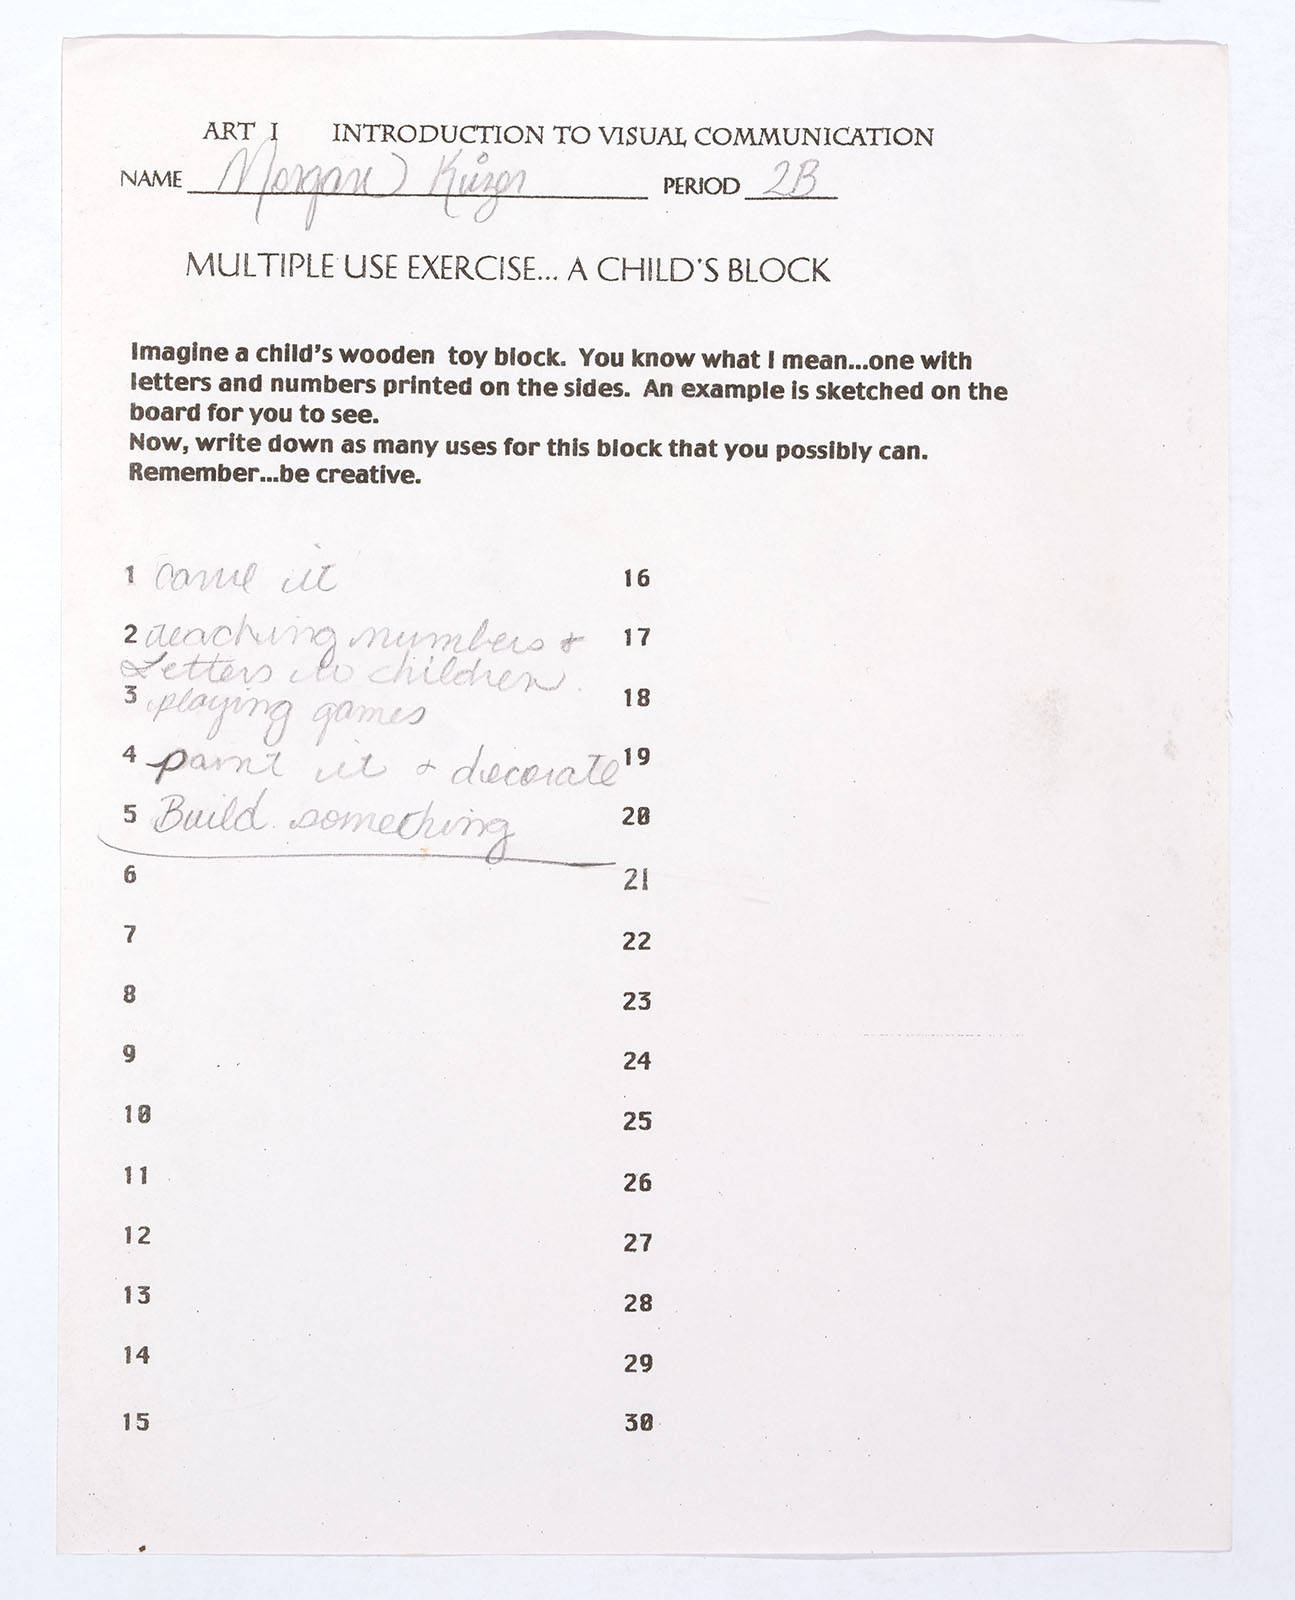 ART I INTRODUCTION TO VISUAL COMMUNICATION
NAME Morgan PERIOD 2B
MULTIPLE USE EXERCISE... A CHILD'S BLOCK
Imagine a child's wooden toy block. You know what I mean...one with
letters and numbers printed on the sides. An example is sketched on the
board for you to see.
Now, write down as many uses for this block that you possibly can.
Remember...be creative.
1 carve it
2 teaching numbers &
Letters to children.
3 playing games
4 paint it & decorate
5 Build something
6
7
8
9
10
11
12
13
14
15
16
17
18
19
20
21
22
23
24
25
26
27
28
29
30